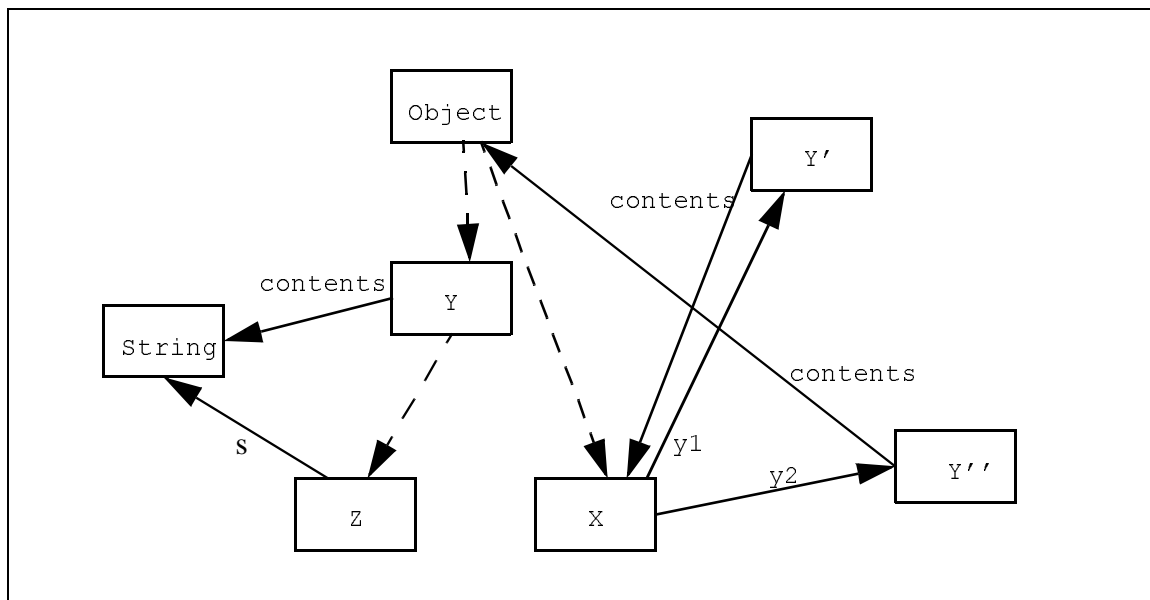 Object
Y'
contents
contents
Y
String
contents
s
y1
y2
Y''
Z
X